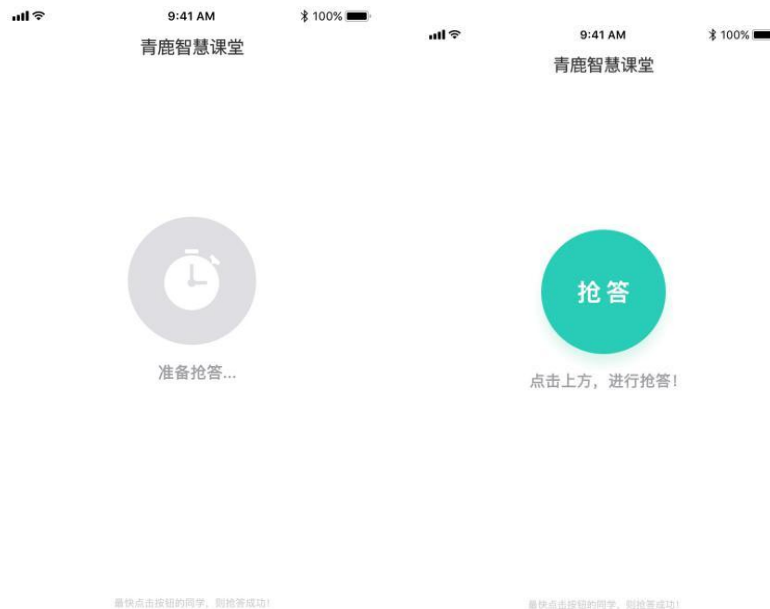 9:41 AM
100%
青鹿智慧课堂
准备抢答...
最快点击按钮的同学，则抢答成功！
9:41 AM
100%
青鹿智慧课堂
抢答
点击上方，进行抢答！
最快点击按钮的同学，则抢答成功！